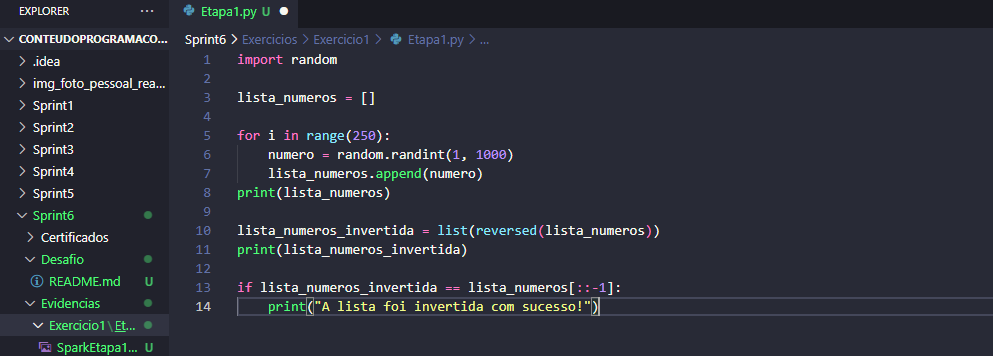 EXPLORER ...
CONTEUDOPROGRAMACO...
.idea
img_foto_pessoal_rea...
Sprint1
Sprint2
Sprint3
Sprint4
Sprint5
Sprint6
Certificados
Desafio
README.md U
Evidencias
Exercicio1\Et...
SparkEtapa1... U
Etapa1.py U
Sprint6 > Exercicios > Exercicio1 > Etapa1.py > ...
1 import random
2
3 lista_numeros = []
4
5 for i in range(250):
6     numero = random.randint(1, 1000)
7     lista_numeros.append(numero)
8 print(lista_numeros)
9
10 lista_numeros_invertida = list(reversed(lista_numeros))
11 print(lista_numeros_invertida)
12
13 if lista_numeros_invertida == lista_numeros[::-1]:
14     print("A lista foi invertida com sucesso!")